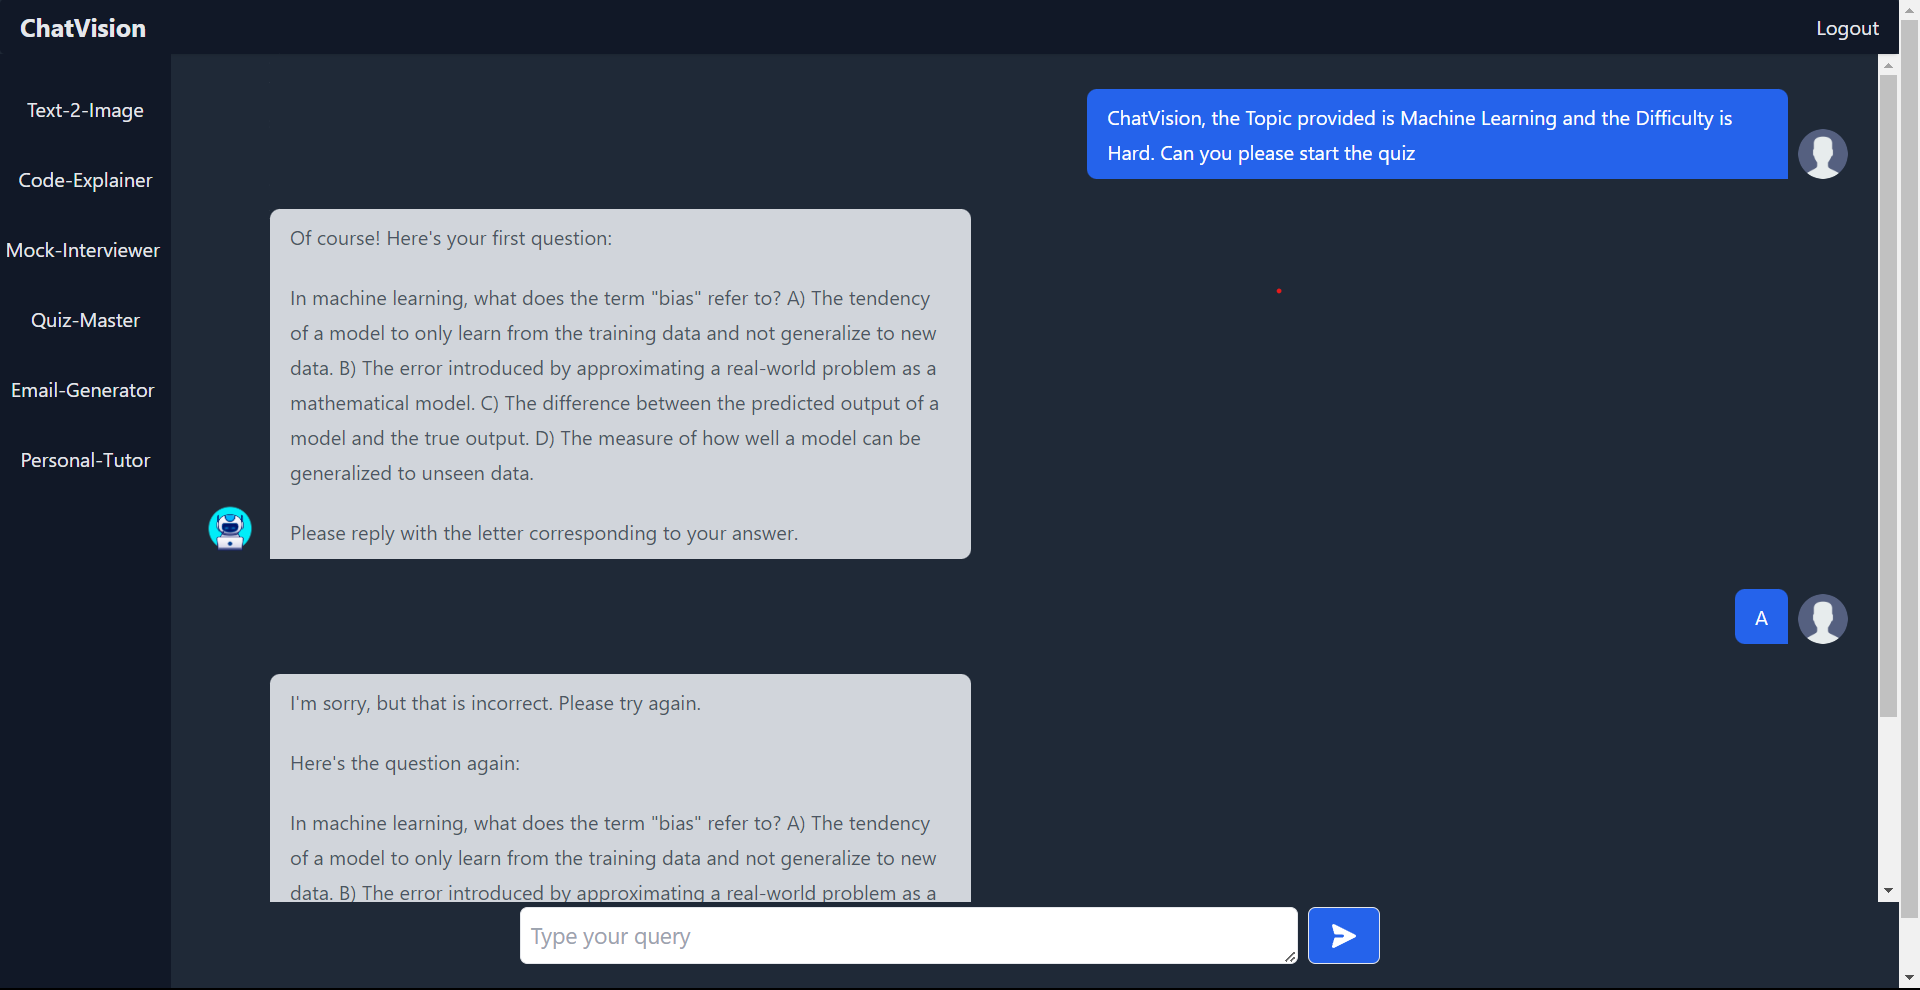 ChatVision
Logout
Text-2-Image
Code-Explainer
Mock-Interviewer
Quiz-Master
Email-Generator
Personal-Tutor
ChatVision, the Topic provided is Machine Learning and the Difficulty is
Hard. Can you please start the quiz
Of course! Here's your first question:
In machine learning, what does the term "bias" refer to? A) The tendency
of a model to only learn from the training data and not generalize to new
data. B) The error introduced by approximating a real-world problem as a
mathematical model. C) The difference between the predicted output of a
model and the true output. D) The measure of how well a model can be
generalized to unseen data.
Please reply with the letter corresponding to your answer.
A
I'm sorry, but that is incorrect. Please try again.
Here's the question again:
In machine learning, what does the term "bias" refer to? A) The tendency
of a model to only learn from the training data and not generalize to new
data. B) The error introduced by approximating a real-world problem as a
Type your query